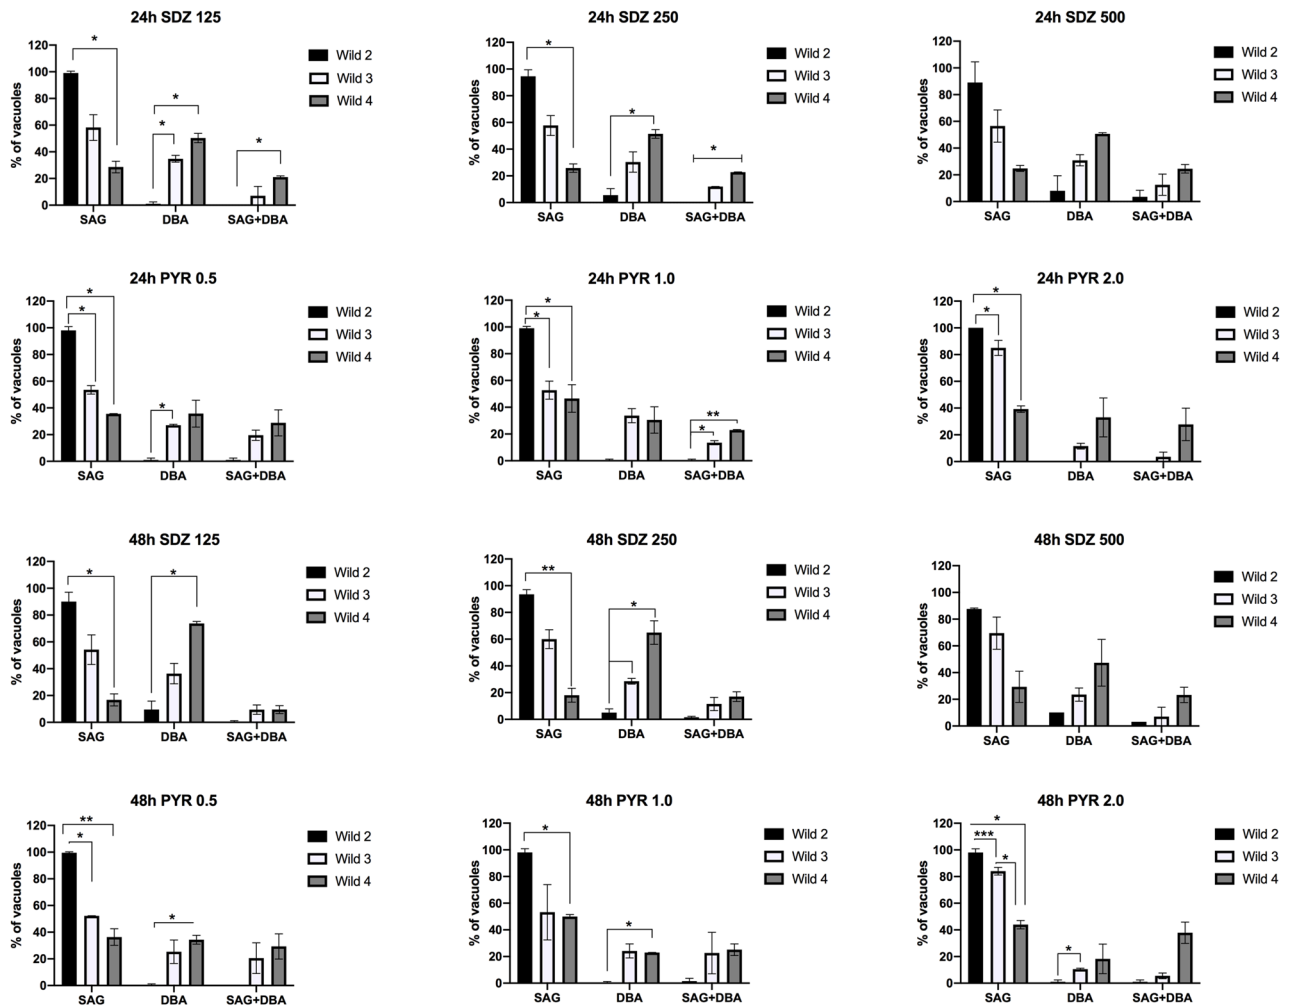 24h SDZ 125
% of vacuoles
120
100
80
60
40
20
0
*
*
*
*
SAG
DBA
SAG+DBA
Wild 2
Wild 3
Wild 4
24h SDZ 250
% of vacuoles
120
100
80
60
40
20
0
*
*
*
SAG
DBA
SAG+DBA
Wild 2
Wild 3
Wild 4
24h SDZ 500
% of vacuoles
120
100
80
60
40
20
0
SAG
DBA
SAG+DBA
Wild 2
Wild 3
Wild 4
24h PYR 0.5
% of vacuoles
120
100
80
60
40
20
0
*
*
*
SAG
DBA
SAG+DBA
Wild 2
Wild 3
Wild 4
24h PYR 1.0
% of vacuoles
120
100
80
60
40
20
0
*
*
**
*
SAG
DBA
SAG+DBA
Wild 2
Wild 3
Wild 4
24h PYR 2.0
% of vacuoles
120
100
80
60
40
20
0
*
*
SAG
DBA
SAG+DBA
Wild 2
Wild 3
Wild 4
48h SDZ 125
% of vacuoles
120
100
80
60
40
20
0
*
*
SAG
DBA
SAG+DBA
Wild 2
Wild 3
Wild 4
48h SDZ 250
% of vacuoles
120
100
80
60
40
20
0
**
*
SAG
DBA
SAG+DBA
Wild 2
Wild 3
Wild 4
48h SDZ 500
% of vacuoles
120
100
80
60
40
20
0
SAG
DBA
SAG+DBA
Wild 2
Wild 3
Wild 4
48h PYR 0.5
% of vacuoles
120
100
80
60
40
20
0
**
*
*
SAG
DBA
SAG+DBA
Wild 2
Wild 3
Wild 4
48h PYR 1.0
% of vacuoles
120
100
80
60
40
20
0
*
*
SAG
DBA
SAG+DBA
Wild 2
Wild 3
Wild 4
48h PYR 2.0
% of vacuoles
120
100
80
60
40
20
0
*
***
*
*
SAG
DBA
SAG+DBA
Wild 2
Wild 3
Wild 4